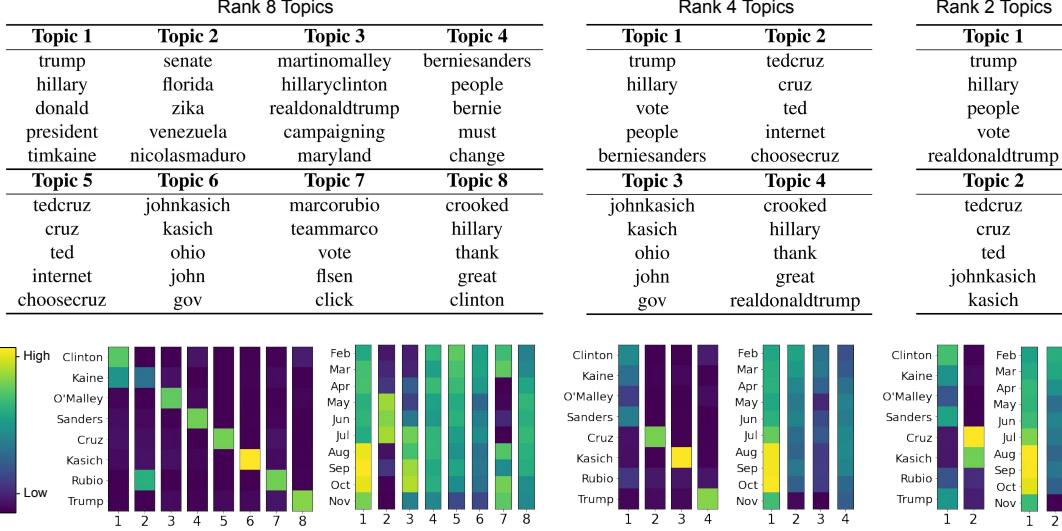 Rank 8 Topics
Topic 1 Topic 2 Topic 3 Topic 4
trump senate martinomalley berniesanders
hillary florida hillaryclinton people
donald zika realdonaldtrump bernie
president venezuela campaigning must
timkaine nicolasmaduro maryland change
Topic 5 Topic 6 Topic 7 Topic 8
tedcruz johnkasich marcorubio crooked
cruz kasich teammarco hillary
ted ohio vote thank
internet john flsen great
choosecruz gov click clinton
Rank 4 Topics
Topic 1 Topic 2
trump tedcruz
hillary cruz
vote ted
people internet
berniesanders choosecruz
Topic 3 Topic 4
johnkasich crooked
kasich hillary
ohio thank
john great
gov realdonaldtrump
Rank 2 Topics
Topic 1
trump
hillary
people
vote
realdonaldtrump
Topic 2
tedcruz
cruz
ted
johnkasich
kasich
High
Low
Clinton
Kaine
O'Malley
Sanders
Cruz
Kasich
Rubio
Trump
1 2 3 4 5 6 7 8
Feb
Mar
Apr
May
Jun
Jul
Aug
Sep
Oct
Nov
1 2 3 4 5 6 7 8
Clinton
Kaine
O'Malley
Sanders
Cruz
Kasich
Rubio
Trump
1 2 3 4
Feb
Mar
Apr
May
Jun
Jul
Aug
Sep
Oct
Nov
1 2 3 4
Clinton
Kaine
O'Malley
Sanders
Cruz
Kasich
Rubio
Trump
1 2
Feb
Mar
Apr
May
Jun
Jul
Aug
Sep
Oct
Nov
1 2